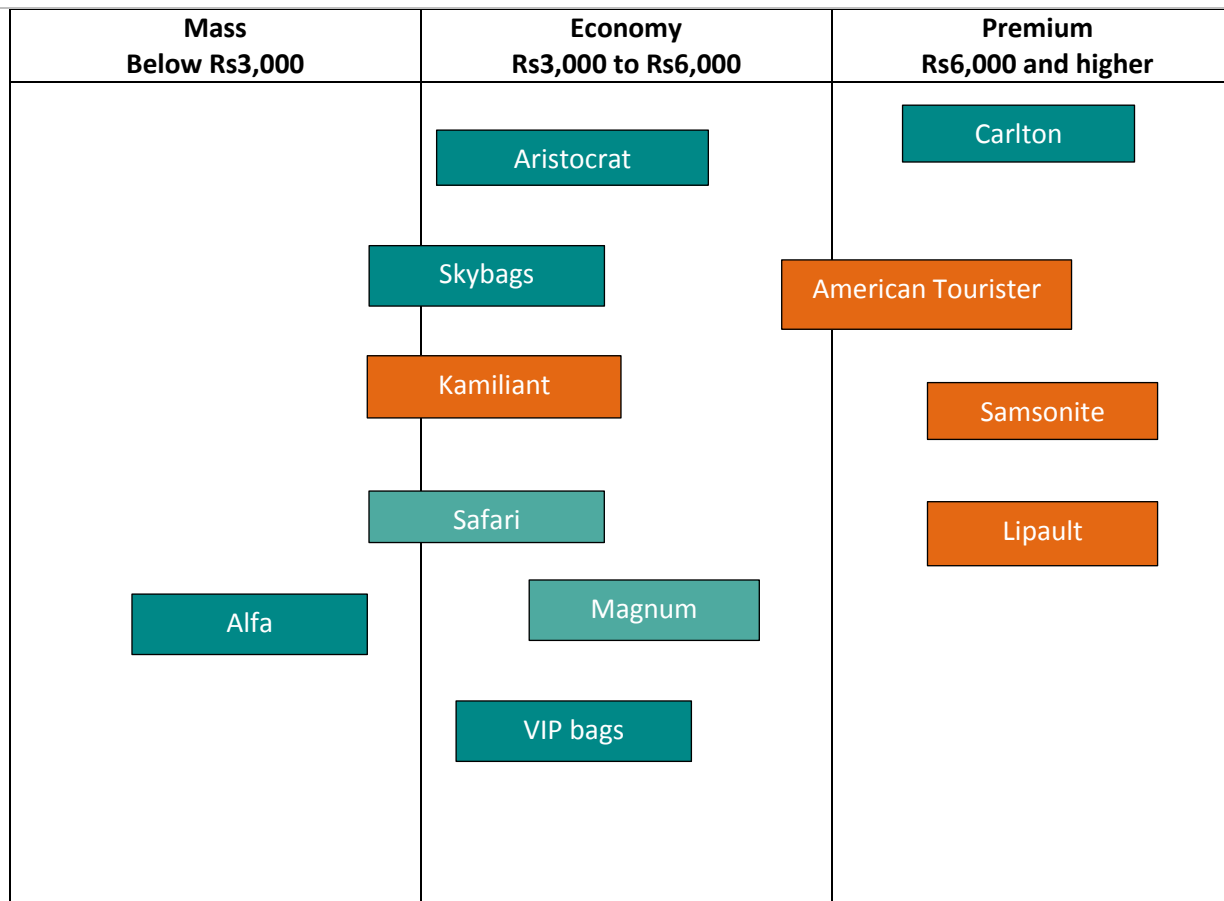 Mass
Below Rs3,000
Economy
Rs3,000 to Rs6,000
Premium
Rs6,000 and higher
Carlton
Aristocrat
Skybags
American Tourister
Kamiliant
Samsonite
Safari
Lipault
Magnum
Alfa
VIP bags